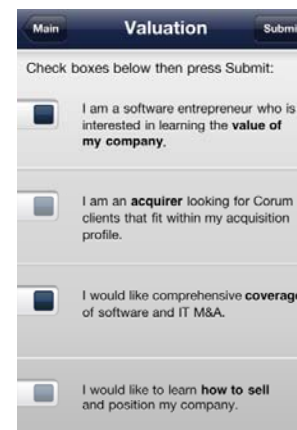 Main Valuation Submi
Check boxes below then press Submit:
I am a software entrepreneur who is
interested in learning the value of
my company.
I am an acquirer looking for Corum
clients that fit within my acquisition
profile.
I would like comprehensive coverage
of software and IT M&A.
I would like to learn how to sell
and position my company.